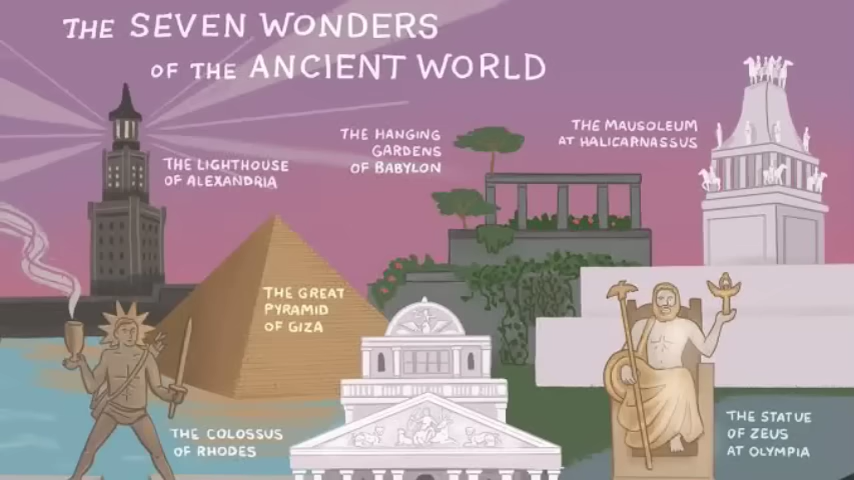 THE SEVEN WONDERS
OF THE ANCIENT WORLD
THE LIGHTHOUSE
OF ALEXANDRIA
THE HANGING
GARDENS
OF BABYLON
THE MAUSOLEUM
AT HALICARNASSUS
THE GREAT
PYRAMID
OF GIZA
THE COLOSSUS
OF RHODES
THE STATUE
OF ZEUS
AT OLYMPIA